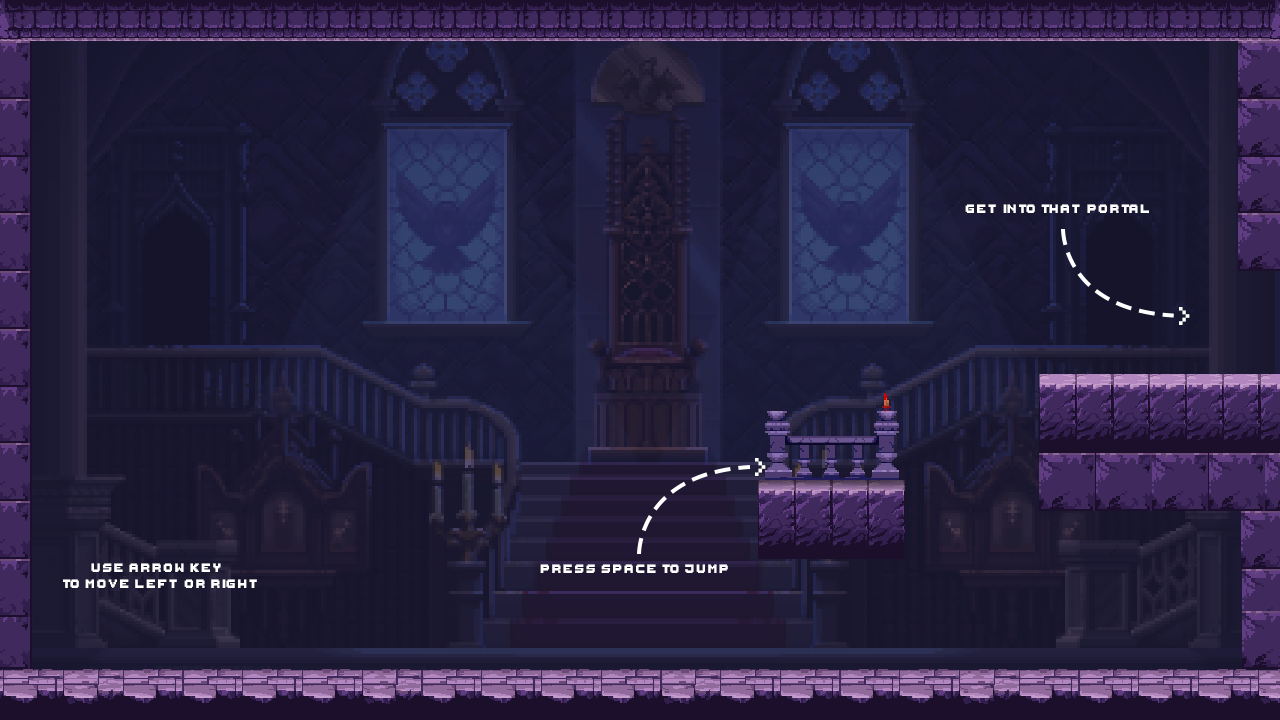 GET INTO THAT PORTAL
USE ARROW KEY
TO MOVE LEFT OR RIGHT
PRESS SPACE TO JUMP